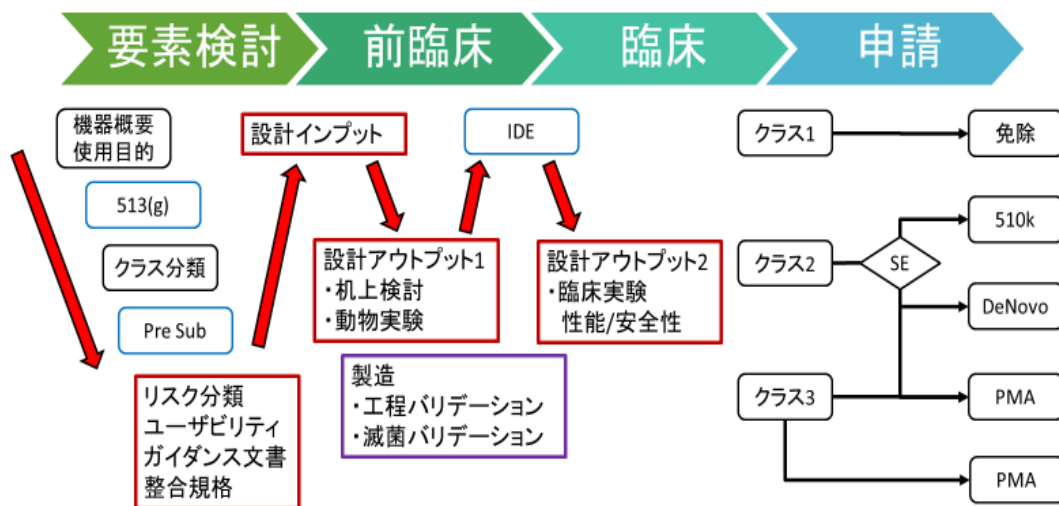 要素検討
前臨床
臨床
申請
機器概要
使用目的
513(g)
クラス分類
Pre Sub
リスク分類
ユーザビリティ
ガイダンス文書
整合規格
設計インプット
設計アウトプット1
・机上検討
・動物実験
製造
・工程バリデーション
・滅菌バリデーション
IDE
設計アウトプット2
・臨床実験
性能/安全性
クラス1
免除
クラス2
SE
510k
DeNovo
クラス3
PMA
PMA